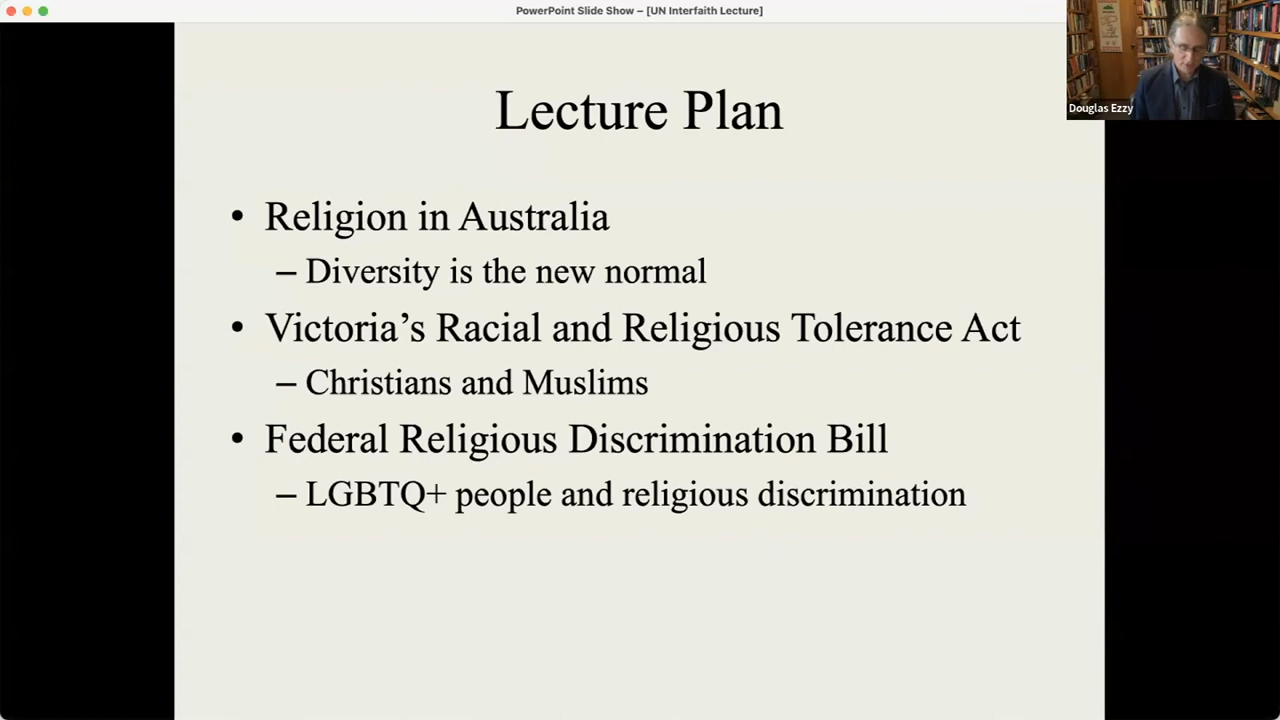 PowerPoint Slide Show – [UN Interfaith Lecture]
Douglas Ezzy
Lecture Plan
• Religion in Australia
– Diversity is the new normal
• Victoria’s Racial and Religious Tolerance Act
– Christians and Muslims
• Federal Religious Discrimination Bill
– LGBTQ+ people and religious discrimination